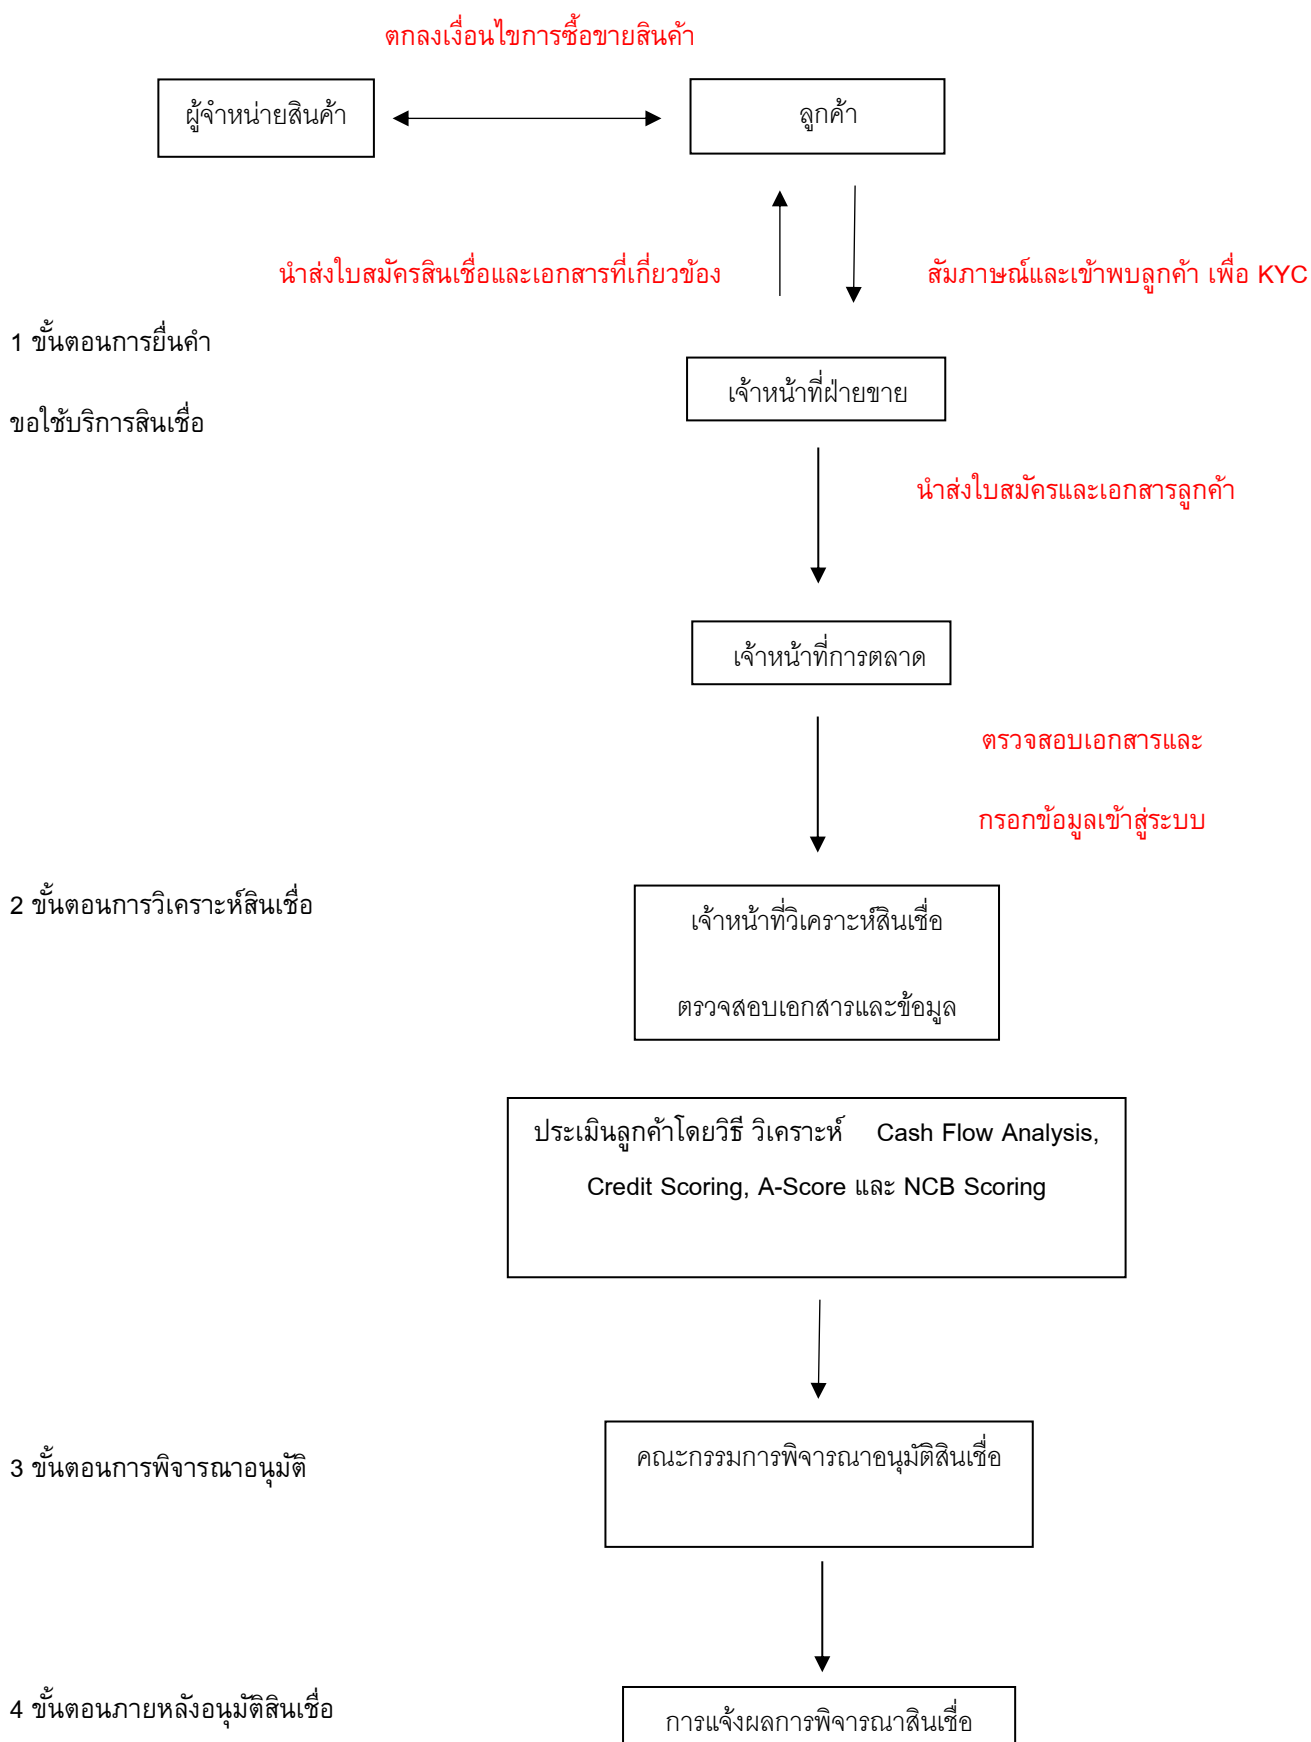 ตกลงเงื่อนไขการซื้อขายสินค้า
ผู้จำหน่ายสินค้า
ลูกค้า
นำส่งใบสมัครสินเชื่อและเอกสารที่เกี่ยวข้อง
สัมภาษณ์และเข้าพบลูกค้า เพื่อ KYC
1 ขั้นตอนการยื่นคำ
เจ้าหน้าที่ฝ่ายขาย
ขอใช้บริการสินเชื่อ
นำส่งใบสมัครและเอกสารลูกค้า
เจ้าหน้าที่การตลาด
ตรวจสอบเอกสารและ
กรอกข้อมูลเข้าสู่ระบบ
2 ขั้นตอนการวิเคราะห์สินเชื่อ
เจ้าหน้าที่วิเคราะห์สินเชื่อ
ตรวจสอบเอกสารและข้อมูล
ประเมินลูกค้าโดยวิธี วิเคราะห์ Cash Flow Analysis,
Credit Scoring, A-Score และ NCB Scoring
คณะกรรมการพิจารณาอนุมัติสินเชื่อ
3 ขั้นตอนการพิจารณาอนุมัติ
4 ขั้นตอนภายหลังอนุมัติสินเชื่อ
การแจ้งผลการพิจารณาสินเชื่อ